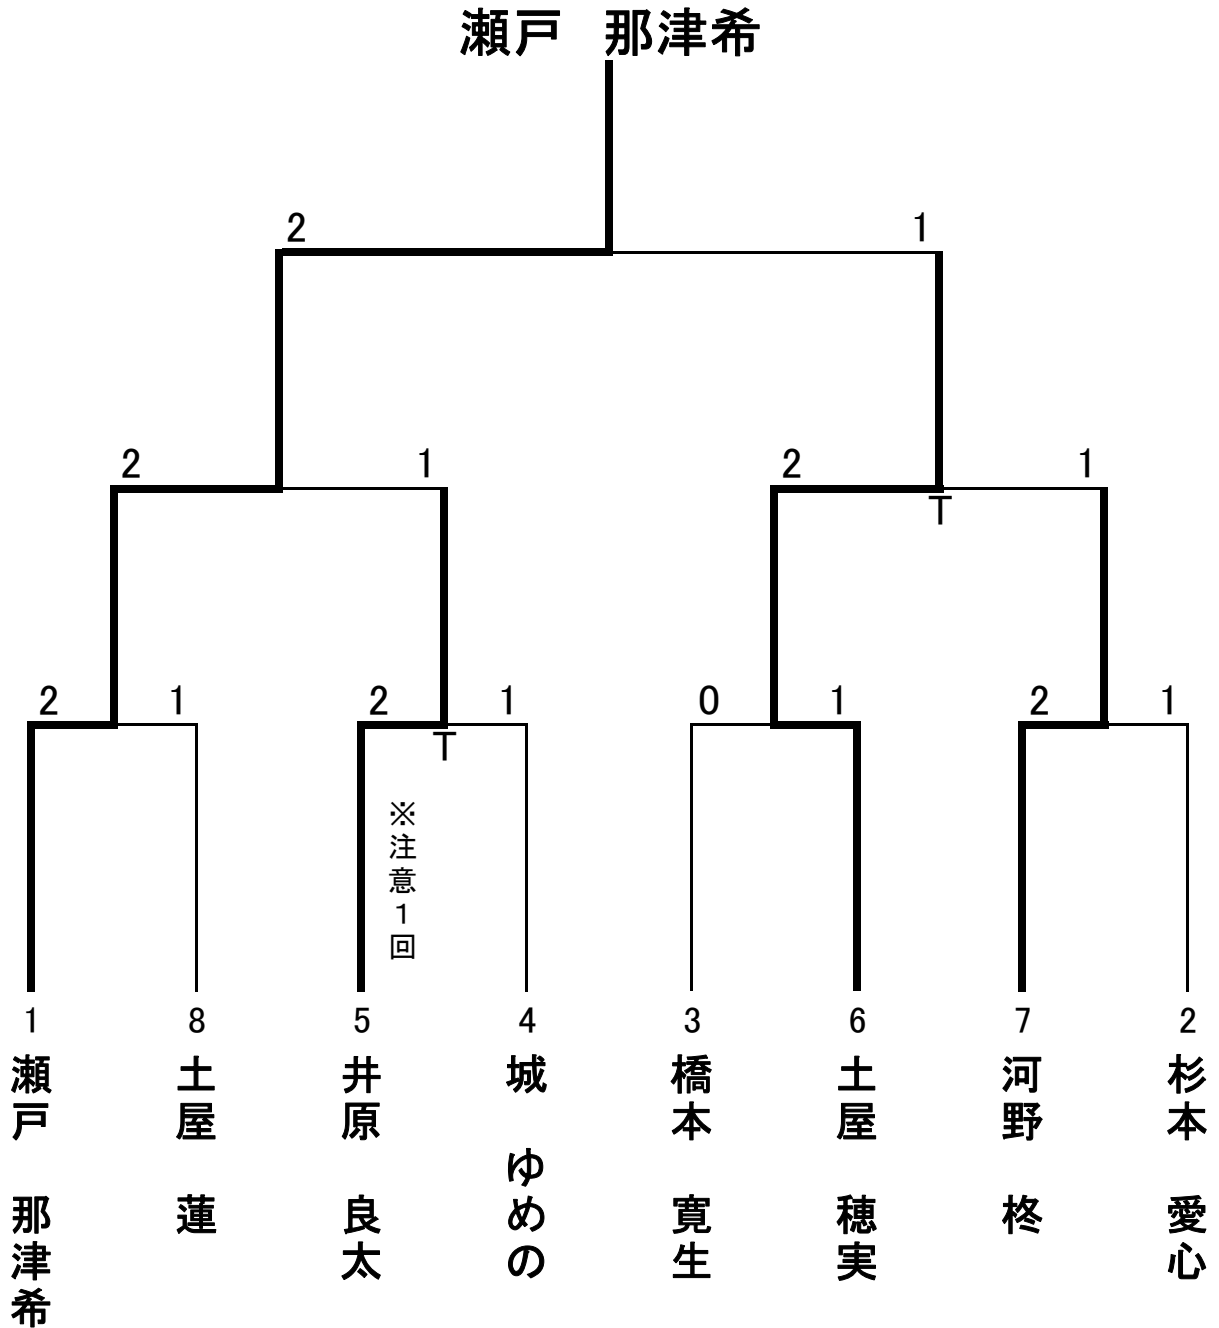 瀬戸　那津希
2 1
2 1 2 1
T
2 1 2 1 0 1 2 1
T
※注意１回
1 8 5 4 3 6 7 2
瀬戸　那津希
土屋　蓮
井原　良太
城　ゆめの
橋本　寛生
土屋　穂実
河野　柊
杉本　愛心